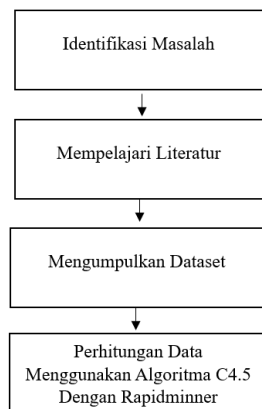 Identifikasi Masalah
Mempelajari Literatur
Mengumpulkan Dataset
Perhitungan Data
Menggunakan Algoritma C4.5
Dengan Rapidminner